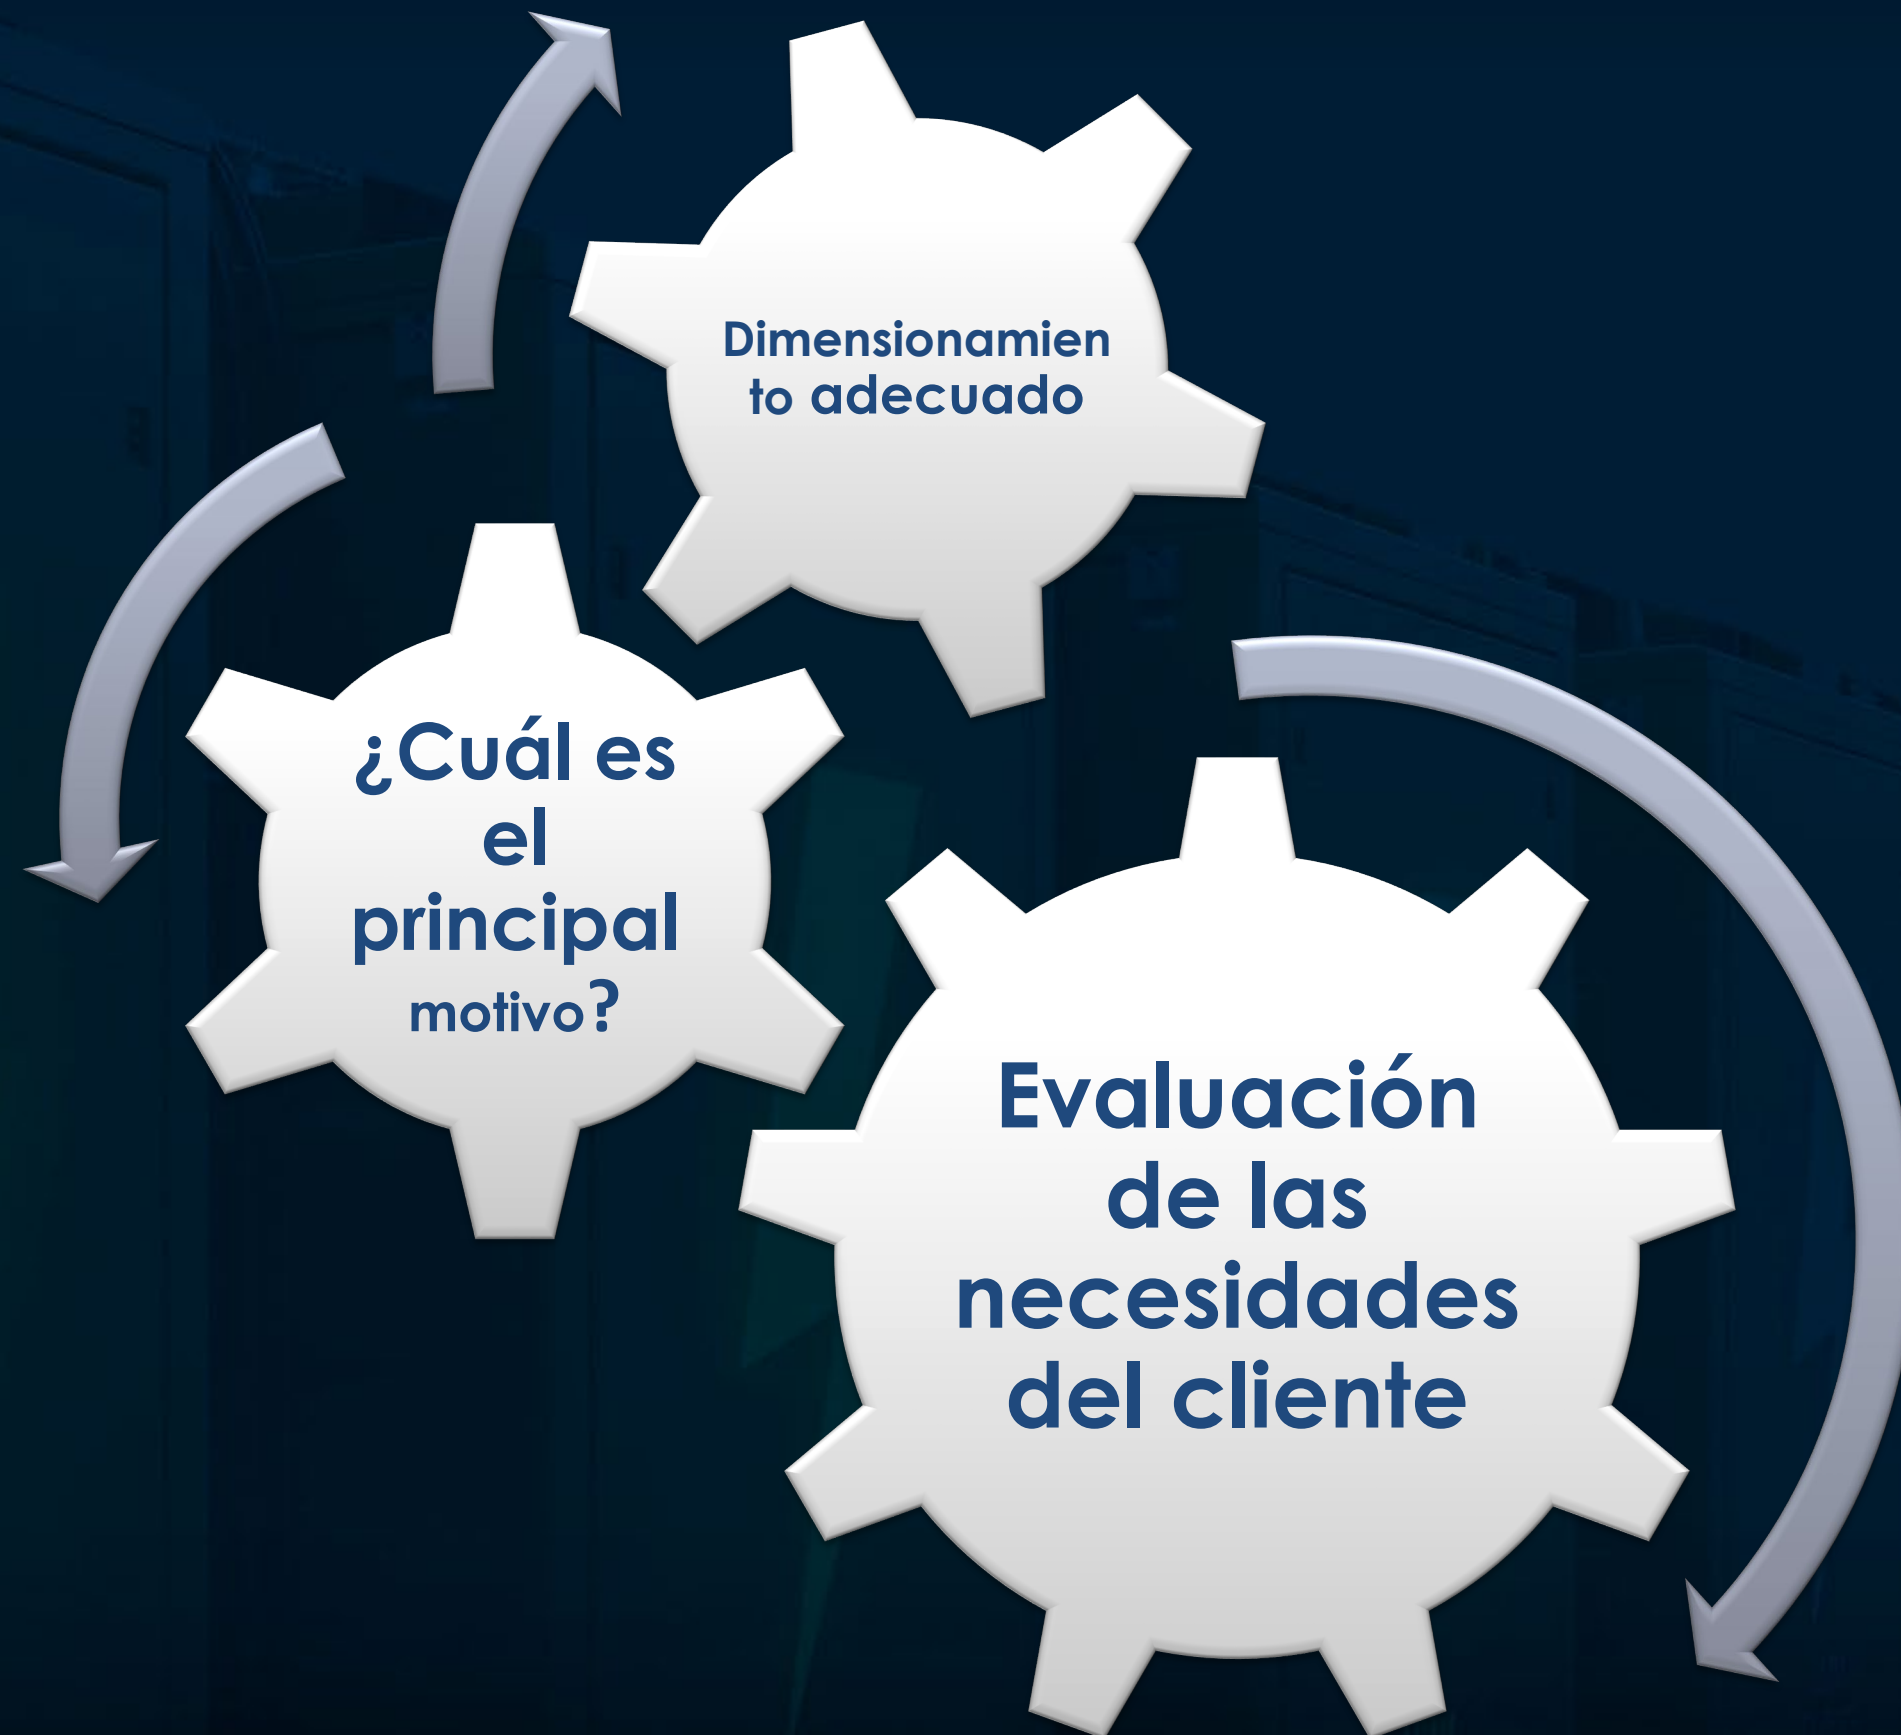 Dimensionamien
to adecuado
¿Cuál es
el
principal
motivo?
Evaluación
de las
necesidades
del cliente